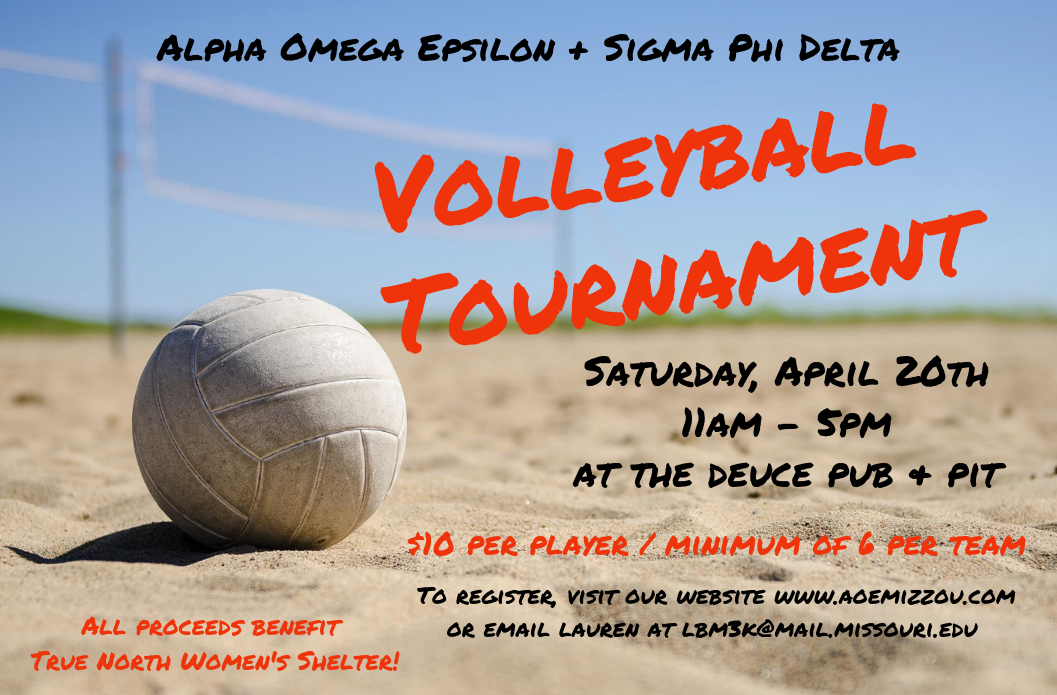 Alpha Omega Epsilon + Sigma Phi Delta
Volleyball
Tournament
Saturday, April 20th
11am - 5pm
at the deuce pub & pit
$10 per player / minimum of 6 per team
To register, visit our website www.aoemizzou.com
or email Lauren at lbm3k@mail.missouri.edu
All proceeds benefit
True North Women's Shelter!